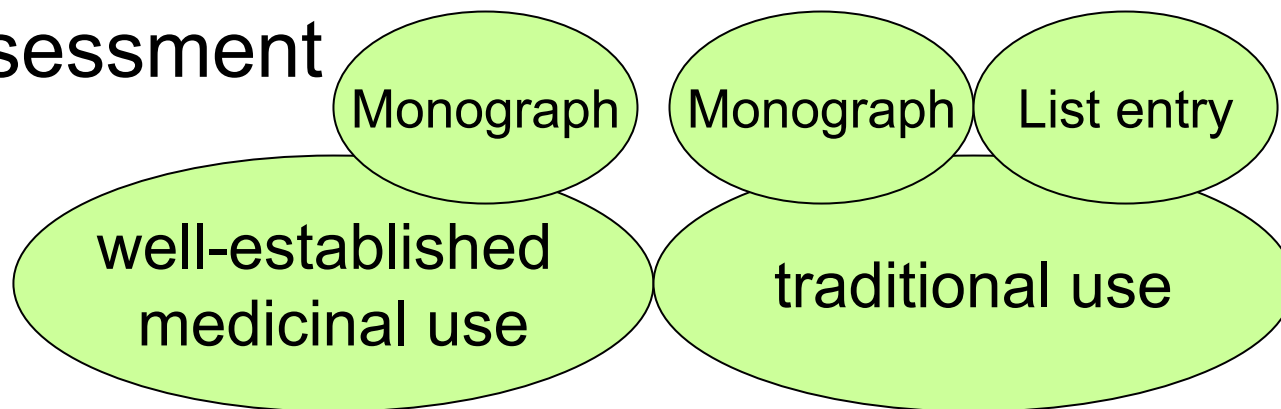 sessment
Monograph
Monograph
List entry
well-established
medicinal use
traditional use